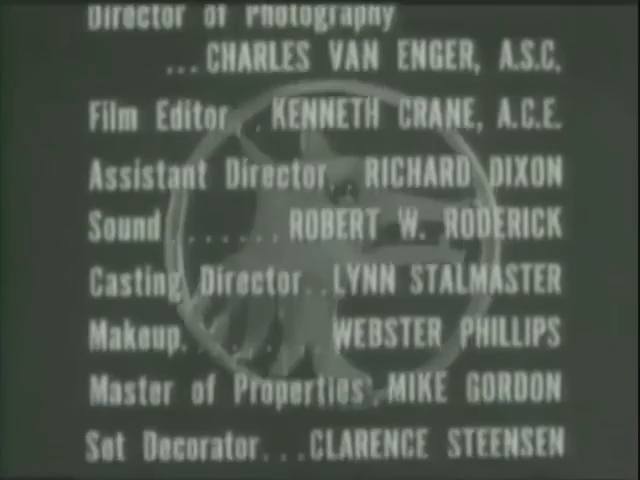 Director of Photography
...CHARLES VAN ENGER, A.S.C.
Film Editor..KENNETH CRANE, A.C.E.
Assistant Director.RICHARD DIXON
Sound.......ROBERT W. RODERICK
Casting Director..LYNN STALMASTER
Makeup.......WEBSTER PHILLIPS
Master of Properties.MIKE GORDON
Set Decorator...CLARENCE STEENSEN